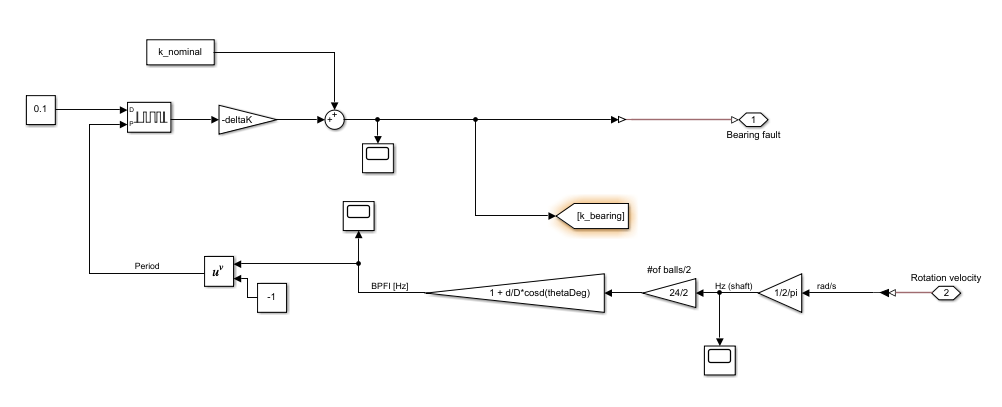 k_nominal
0.1
D
P
-deltaK
+
+
1
Bearing fault
[k_bearing]
#of balls/2
Rotation velocity
Period
u^v
-1
BPFI [Hz]
1 + d/D*cosd(thetaDeg)
24/2
Hz (shaft)
1/2/pi
rad/s
2